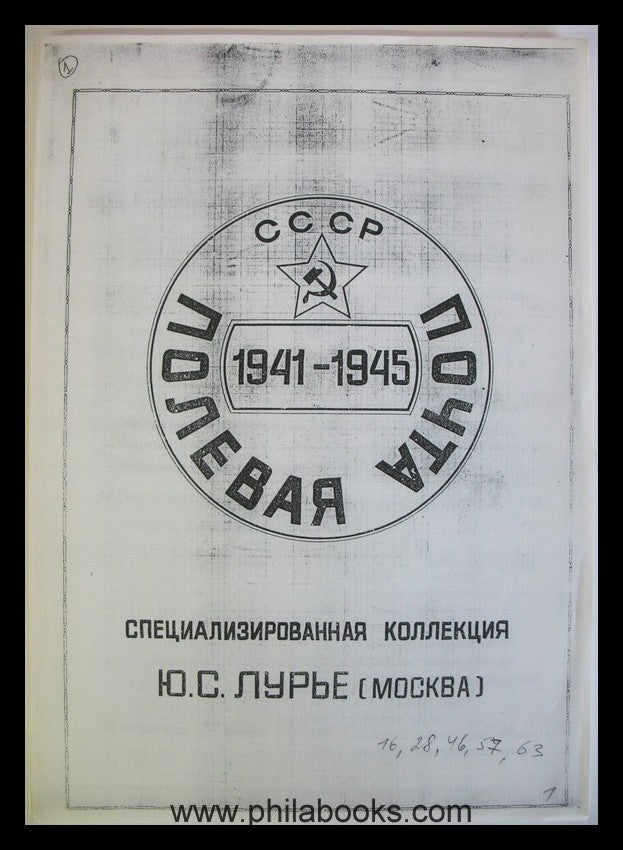 1
СССР
ПОЛЕВАЯ ПОЧТА
1941-1945
СПЕЦИАЛИЗИРОВАННАЯ КОЛЛЕКЦИЯ
Ю.С. ЛУРЬЕ (МОСКВА)
16, 28, 46, 57, 63
1
www.philabooks.com